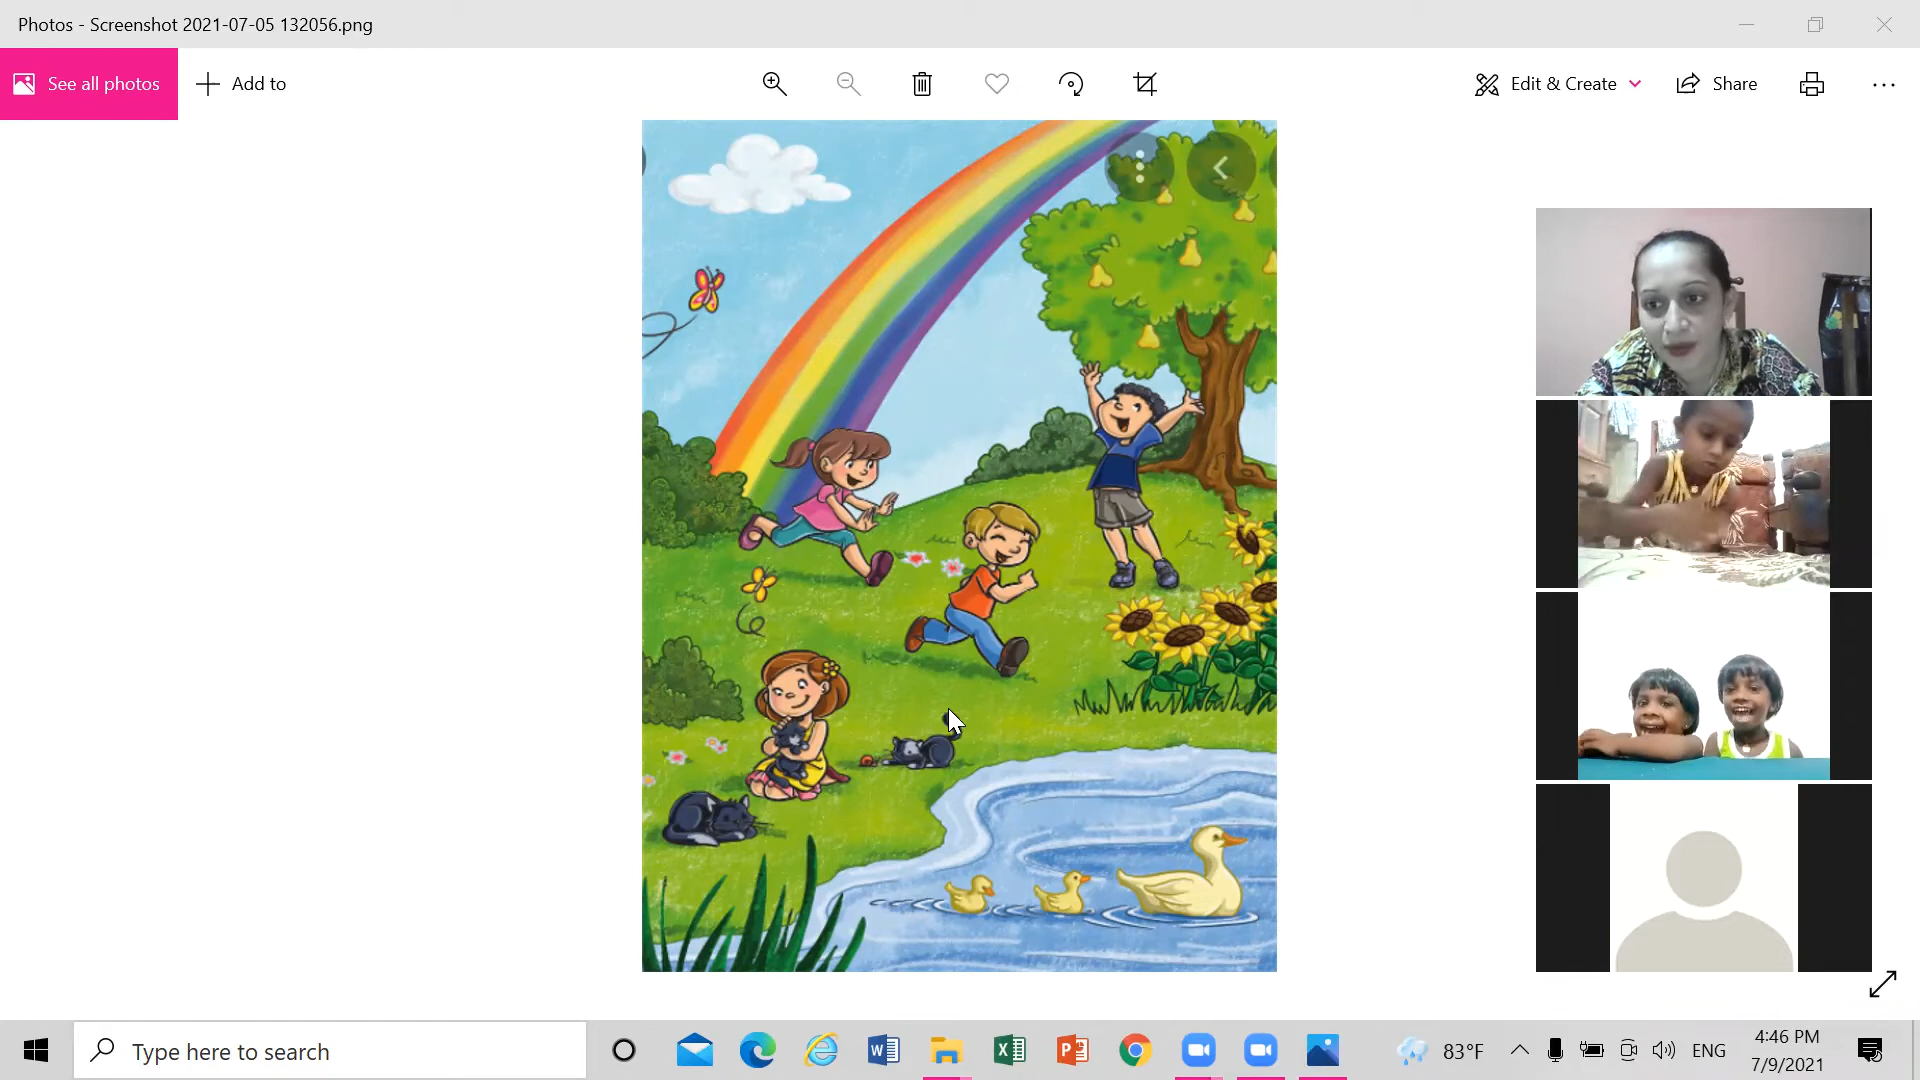 Photos - Screenshot 2021-07-05 132056.png
See all photos
Add to
Edit & Create
Share
Type here to search
83°F
ENG
4:46 PM
7/9/2021